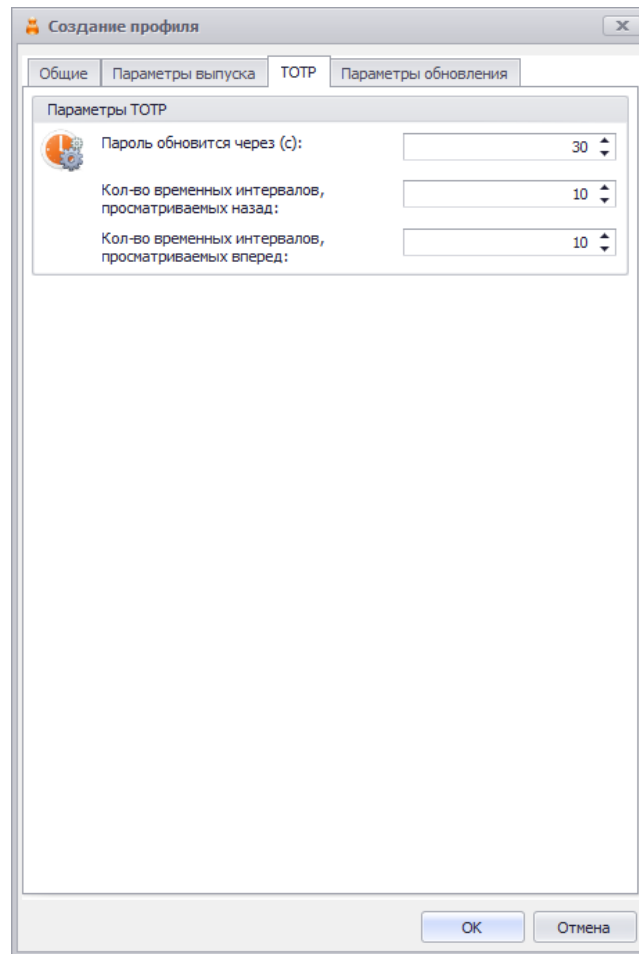 Создание профиля
Общие
Параметры выпуска
TOTP
Параметры обновления
Параметры TOTP
Пароль обновится через (с):
30
Кол-во временных интервалов,
просматриваемых назад:
10
Кол-во временных интервалов,
просматриваемых вперед:
10
OK
Отмена